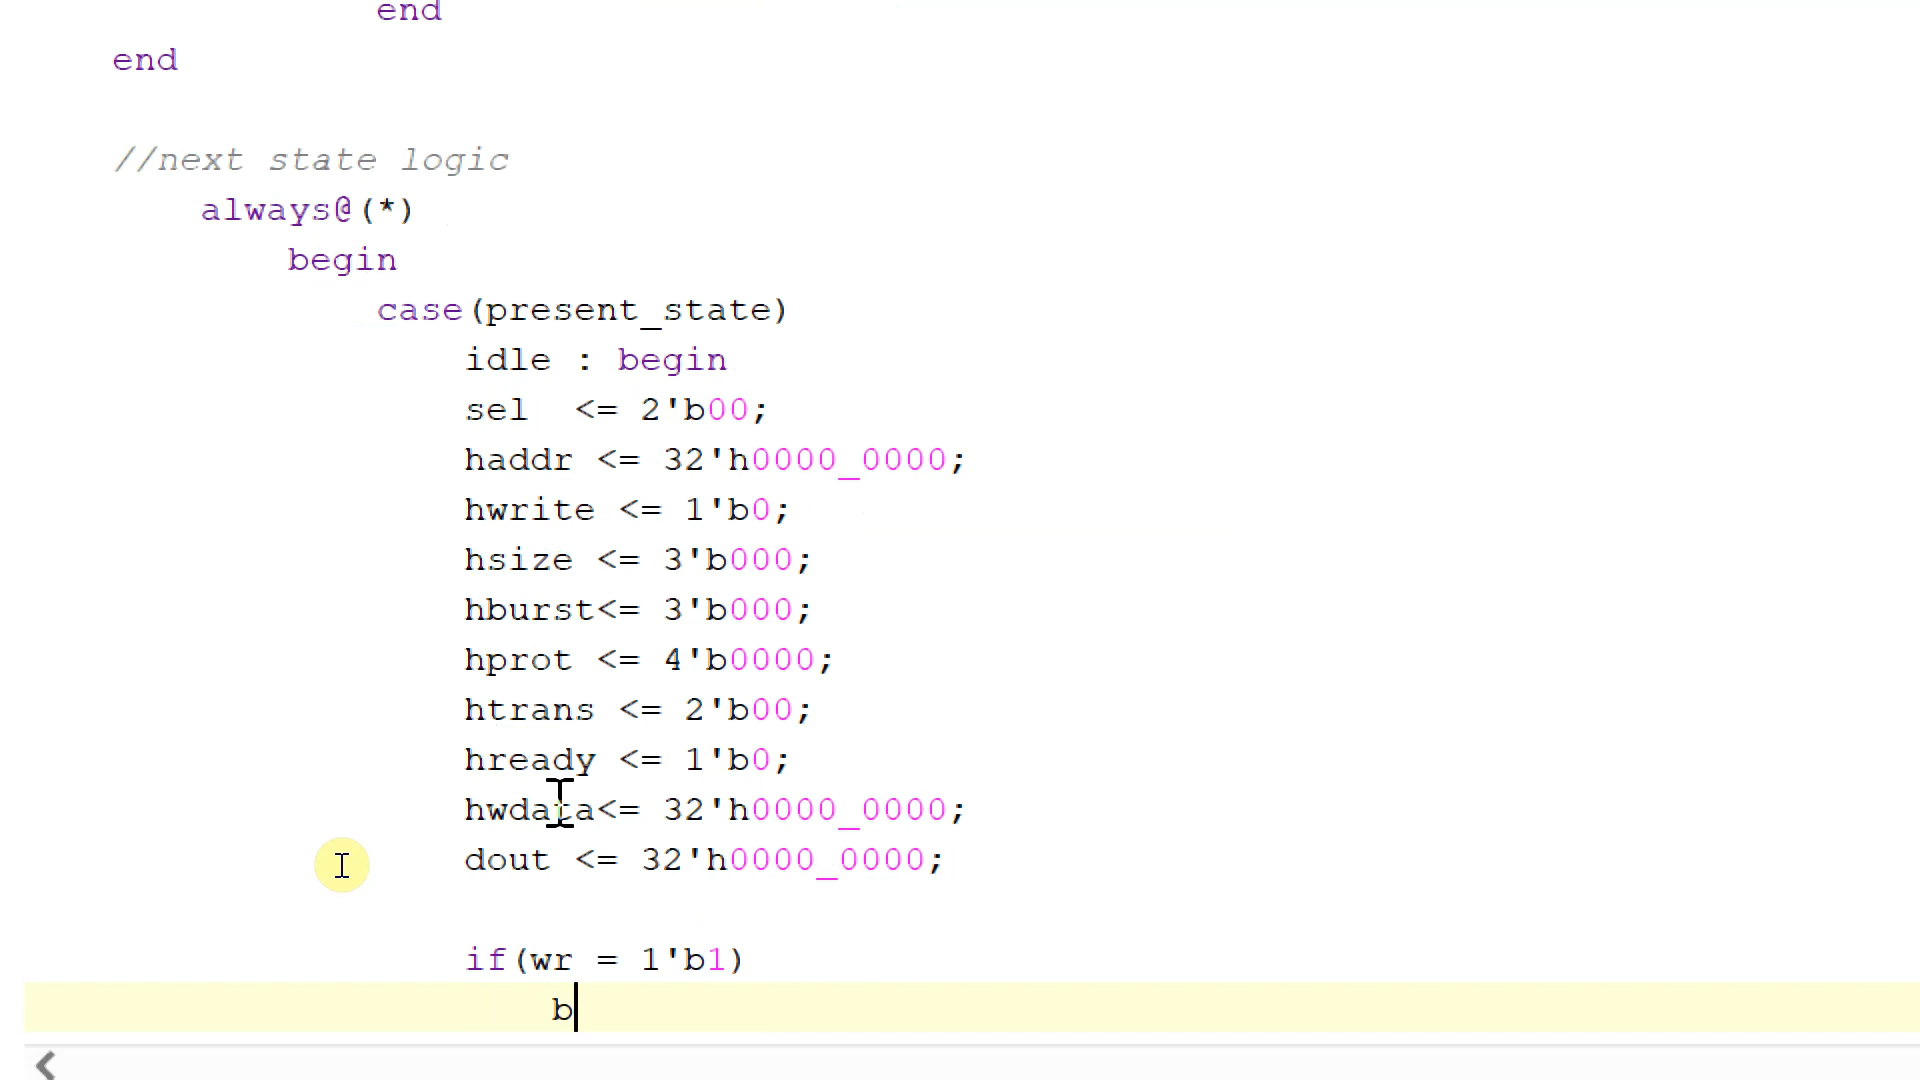 end
end
//next state logic
always@(*)
begin
case(present_state)
idle : begin
sel  <= 2'b00;
haddr <= 32'h0000_0000;
hwrite <= 1'b0;
hsize <= 3'b000;
hburst<= 3'b000;
hprot <= 4'b0000;
htrans <= 2'b00;
hready <= 1'b0;
hwdata<= 32'h0000_0000;
dout <= 32'h0000_0000;
if(wr = 1'b1)
b